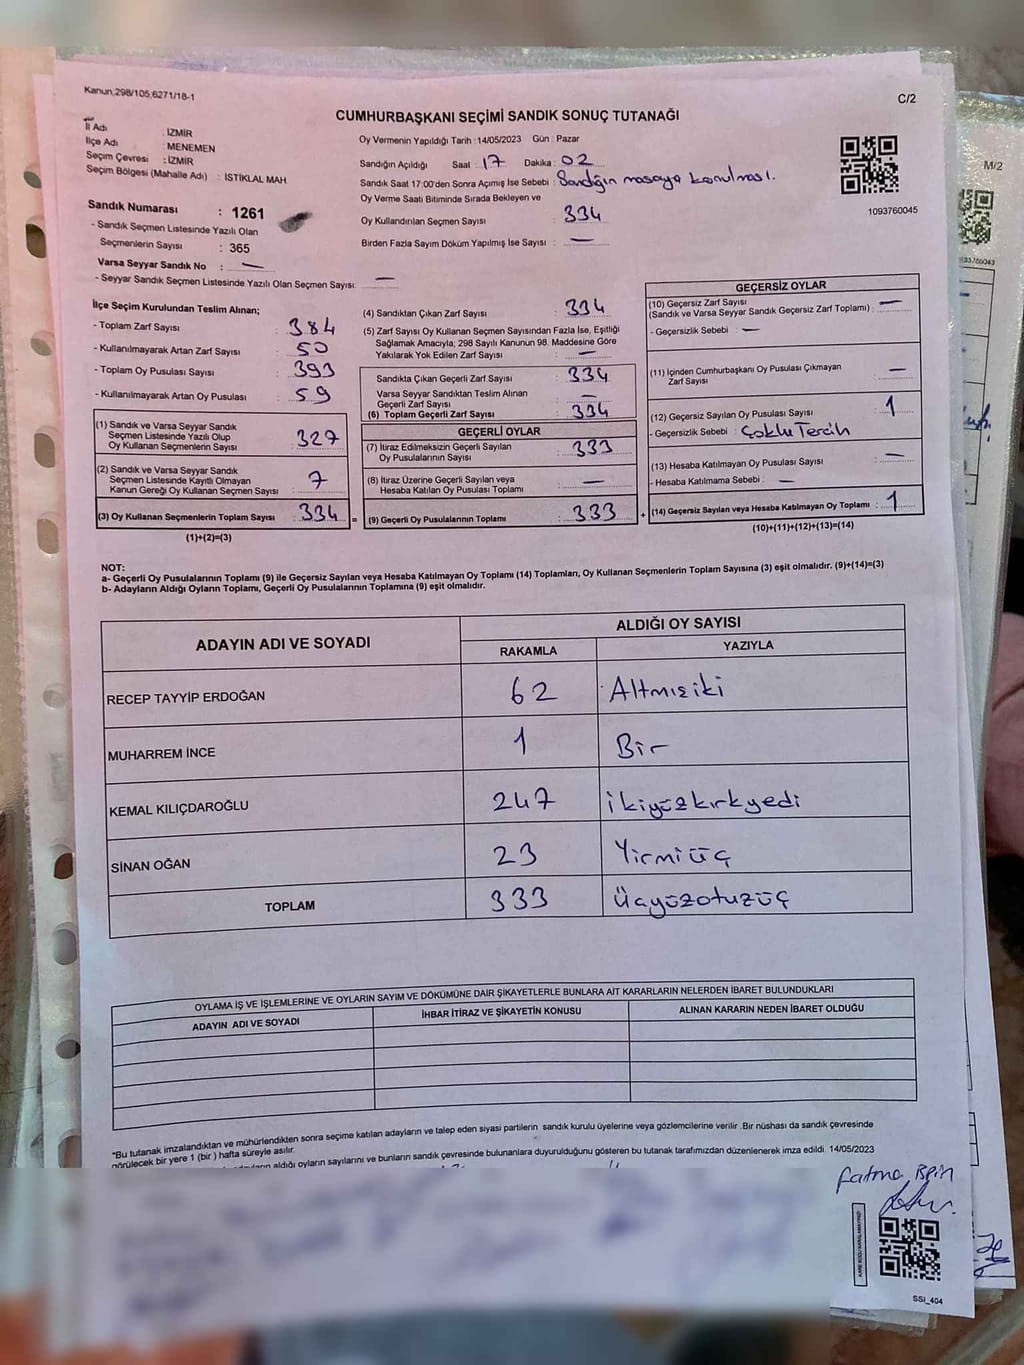 Kanun;298/105,6271/18-1
C/2
CUMHURBAŞKANI SEÇİMİ SANDIK SONUÇ TUTANAĞI
İl Adı : İZMİR
İlçe Adı : MENEMEN
Seçim Çevresi : İZMİR
Seçim Bölgesi (Mahalle Adı) : İSTİKLAL MAH
Sandık Numarası : 1261
- Sandık Seçmen Listesinde Yazılı Olan
Seçmenlerin Sayısı : 365
Varsa Seyyar Sandık No : —
- Seyyar Sandık Seçmen Listesinde Yazılı Olan Seçmen Sayısı: —
Oy Vermenin Yapıldığı Tarih :14/05/2023 Gün : Pazar
Sandığın Açıldığı Saat : 17 Dakika : 02
Sandık Saat 17:00'den Sonra Açımış İse Sebebi : Sandığın masaya konulması.
Oy Verme Saati Bitiminde Sırada Bekleyen ve
Oy Kullandırılan Seçmen Sayısı : 334
Birden Fazla Sayım Döküm Yapılmış İse Sayısı : —
1093760045
M/2
İlçe Seçim Kurulundan Teslim Alınan;
- Toplam Zarf Sayısı : 384
- Kullanılmayarak Artan Zarf Sayısı : 50
- Toplam Oy Pusulası Sayısı : 393
- Kullanılmayarak Artan Oy Pusulası : 59
(1) Sandık ve Varsa Seyyar Sandık
Seçmen Listesinde Yazılı Olup
Oy Kullanan Seçmenlerin Sayısı : 327
(2) Sandık ve Varsa Seyyar Sandık
Seçmen Listesinde Kayıtlı Olmayan
Kanun Gereği Oy Kullanan Seçmen Sayısı : 7
(3) Oy Kullanan Seçmenlerin Toplam Sayısı : 334 =
(1)+(2)=(3)
(4) Sandıktan Çıkan Zarf Sayısı : 334
(5) Zarf Sayısı Oy Kullanan Seçmen Sayısından Fazla İse, Eşitliği
Sağlamak Amacıyla; 298 Sayılı Kanunun 98. Maddesine Göre
Yakılarak Yok Edilen Zarf Sayısı : —
Sandıkta Çıkan Geçerli Zarf Sayısı : 334
Varsa Seyyar Sandıktan Teslim Alınan
Geçerli Zarf Sayısı : —
(6) Toplam Geçerli Zarf Sayısı : 334
GEÇERLİ OYLAR
(7) İtiraz Edilmeksizin Geçerli Sayılan
Oy Pusulalarının Sayısı : 333
(8) İtiraz Üzerine Geçerli Sayılan veya
Hesaba Katılan Oy Pusulası Toplamı : —
(9) Geçerli Oy Pusulalarının Toplamı : 333 +
GEÇERSİZ OYLAR
(10) Geçersiz Zarf Sayısı
(Sandık ve Varsa Seyyar Sandık Geçersiz Zarf Toplamı) : —
- Geçersizlik Sebebi : —
(11) İçinden Cumhurbaşkanı Oy Pusulası Çıkmayan
Zarf Sayısı : —
(12) Geçersiz Sayılan Oy Pusulası Sayısı : 1
- Geçersizlik Sebebi : Çoklu Tercih
(13) Hesaba Katılmayan Oy Pusulası Sayısı : —
- Hesaba Katılmama Sebebi : —
(14) Geçersiz Sayılan veya Hesaba Katılmayan Oy Toplamı : 1
(10)+(11)+(12)+(13)=(14)
NOT:
a- Geçerli Oy Pusulalarının Toplamı (9) ile Geçersiz Sayılan veya Hesaba Katılmayan Oy Toplamı (14) Toplamları, Oy Kullanan Seçmenlerin Toplam Sayısına (3) eşit olmalıdır. (9)+(14)=(3)
b- Adayların Aldığı Oyların Toplamı, Geçerli Oy Pusulalarının Toplamına (9) eşit olmalıdır.
ADAYIN ADI VE SOYADI ALDIĞI OY SAYISI
RAKAMLA YAZIYLA
RECEP TAYYİP ERDOĞAN 62 Altmışiki
MUHARREM İNCE 1 Bir
KEMAL KILIÇDAROĞLU 247 ikiyüzkırkyedi
SİNAN OĞAN 23 Yirmiüç
TOPLAM 333 Üçyüzotuzüç
OYLAMA İŞ VE İŞLEMLERİNE VE OYLARIN SAYIM VE DÖKÜMÜNE DAİR ŞİKAYETLERLE BUNLARA AİT KARARLARIN NELERDEN İBARET BULUNDUKLARI
ADAYIN ADI VE SOYADI İHBAR İTİRAZ VE ŞİKAYETİN KONUSU ALINAN KARARIN NEDEN İBARET OLDUĞU
*Bu tutanak imzalandıktan ve mühürlendikten sonra seçime katılan adayların ve talep eden siyasi partilerin sandık kurulu üyelerine veya gözlemcilerine verilir .Bir nüshası da sandık çevresinde
görülecek bir yere 1 (bir ) hafta süreyle asılır.
aldığı oyların sayılarını ve bunların sandık çevresinde bulunanlara duyurulduğunu gösteren bu tutanak tarafımızdan düzenlenerek imza edildi. 14/05/2023
Fatma
KARE KODU KARALAMAYINIZ!
SSI_404